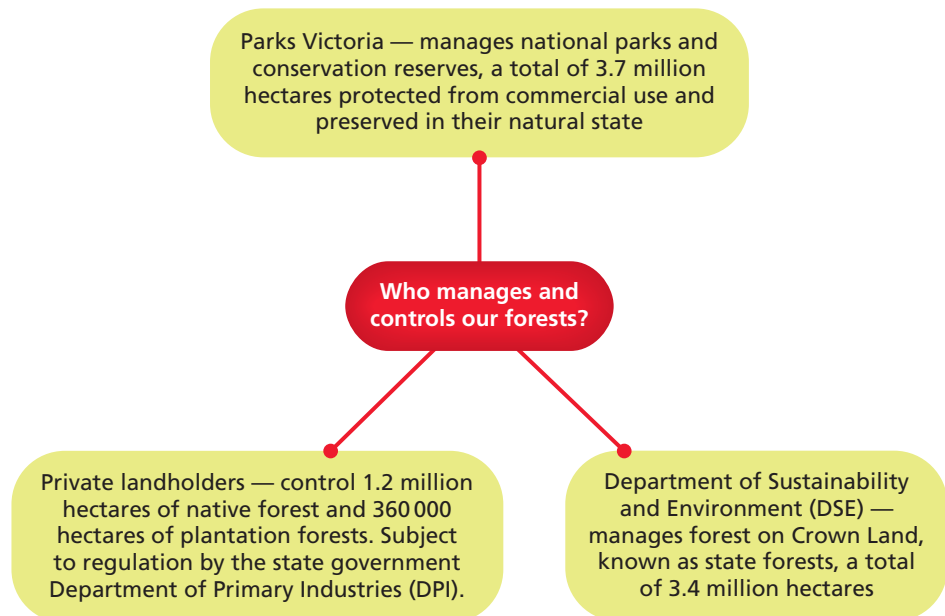 Parks Victoria — manages national parks and
conservation reserves, a total of 3.7 million
hectares protected from commercial use and
preserved in their natural state
Who manages and
controls our forests?
Private landholders — control 1.2 million
hectares of native forest and 360 000
hectares of plantation forests. Subject
to regulation by the state government
Department of Primary Industries (DPI).
Department of Sustainability
and Environment (DSE) —
manages forest on Crown Land,
known as state forests, a total
of 3.4 million hectares